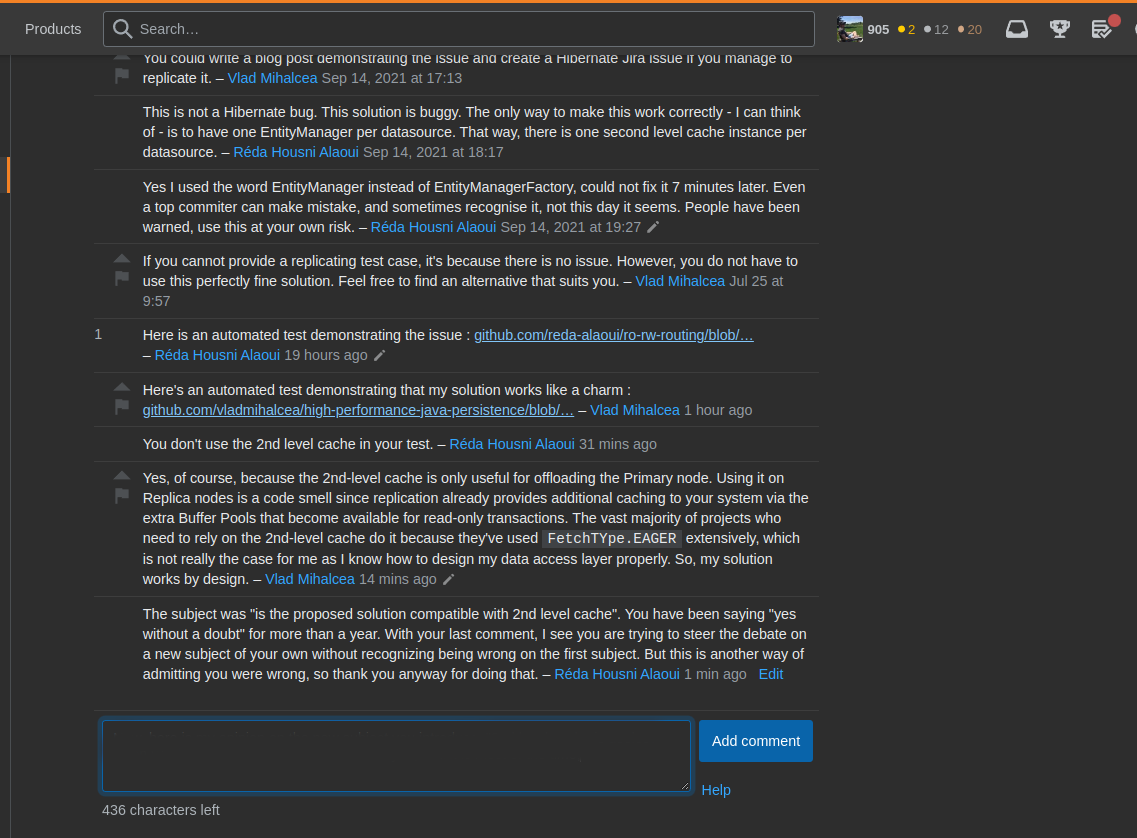 Products
Search…
905 2 12 20
You could write a blog post demonstrating the issue and create a Hibernate Jira issue if you manage to
replicate it. – Vlad Mihalcea Sep 14, 2021 at 17:13
This is not a Hibernate bug. This solution is buggy. The only way to make this work correctly - I can think
of - is to have one EntityManager per datasource. That way, there is one second level cache instance per
datasource. – Réda Housni Alaoui Sep 14, 2021 at 18:17
Yes I used the word EntityManager instead of EntityManagerFactory, could not fix it 7 minutes later. Even
a top commiter can make mistake, and sometimes recognise it, not this day it seems. People have been
warned, use this at your own risk. – Réda Housni Alaoui Sep 14, 2021 at 19:27
If you cannot provide a replicating test case, it's because there is no issue. However, you do not have to
use this perfectly fine solution. Feel free to find an alternative that suits you. – Vlad Mihalcea Jul 25 at
9:57
1 Here is an automated test demonstrating the issue : github.com/reda-alaoui/ro-rw-routing/blob/…
– Réda Housni Alaoui 19 hours ago
Here's an automated test demonstrating that my solution works like a charm :
github.com/vladmihalcea/high-performance-java-persistence/blob/… – Vlad Mihalcea 1 hour ago
You don't use the 2nd level cache in your test. – Réda Housni Alaoui 31 mins ago
Yes, of course, because the 2nd-level cache is only useful for offloading the Primary node. Using it on
Replica nodes is a code smell since replication already provides additional caching to your system via the
extra Buffer Pools that become available for read-only transactions. The vast majority of projects who
need to rely on the 2nd-level cache do it because they've used FetchTYpe.EAGER extensively, which
is not really the case for me as I know how to design my data access layer properly. So, my solution
works by design. – Vlad Mihalcea 14 mins ago
The subject was "is the proposed solution compatible with 2nd level cache". You have been saying "yes
without a doubt" for more than a year. With your last comment, I see you are trying to steer the debate on
a new subject of your own without recognizing being wrong on the first subject. But this is another way of
admitting you were wrong, so thank you anyway for doing that. – Réda Housni Alaoui 1 min ago Edit
Add comment
Help
436 characters left